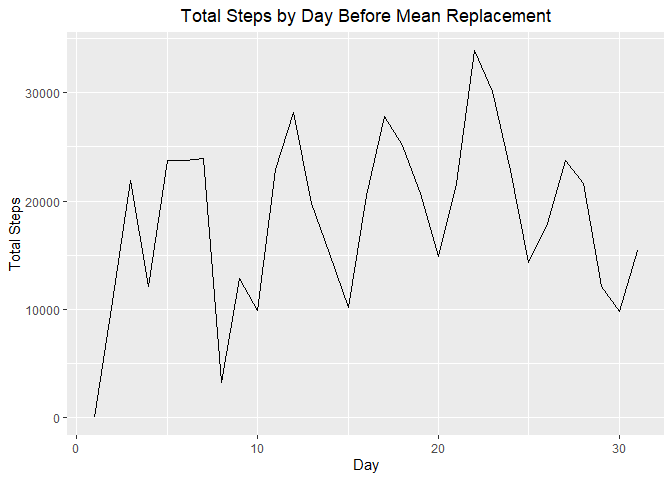 Total Steps by Day Before Mean Replacement
30000
20000
10000
0
Total Steps
0 10 20 30
Day